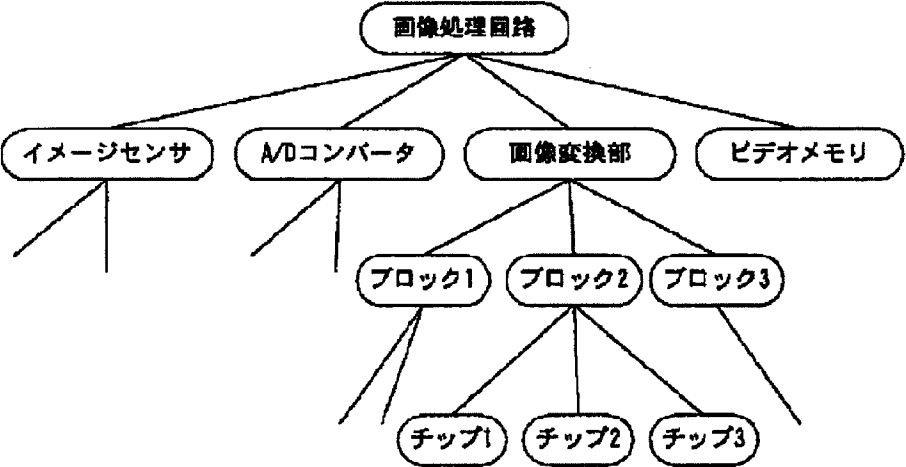 画像処理回路
イメージセンサ
A/Dコンバータ
画像変換部
ビデオメモリ
ブロック1
ブロック2
ブロック3
チップ1
チップ2
チップ3